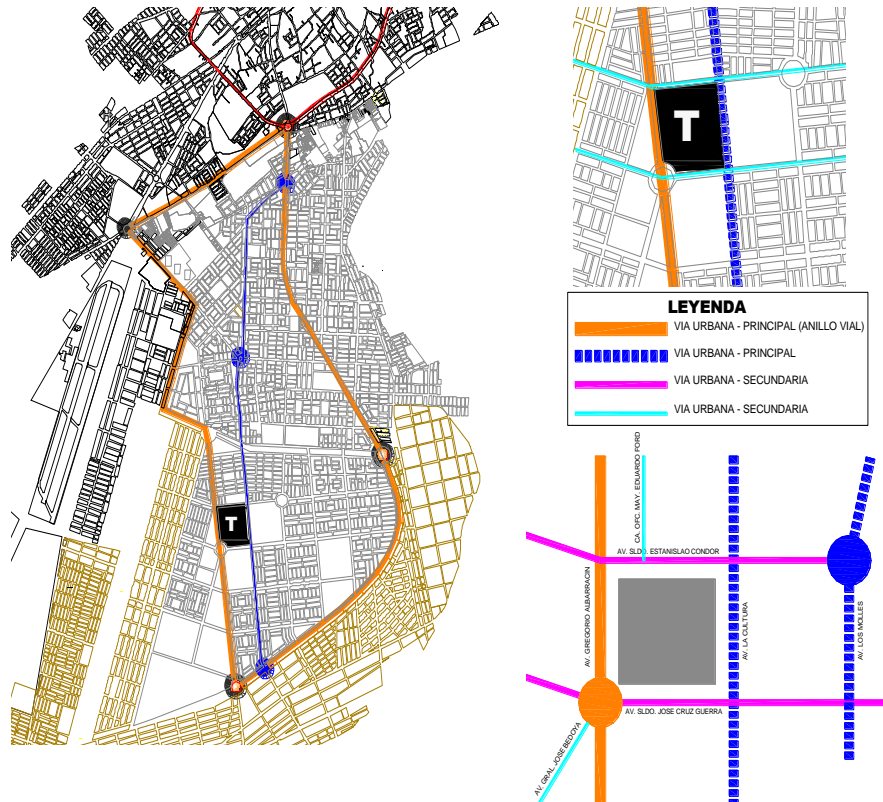 T
T
LEYENDA
VIA URBANA - PRINCIPAL (ANILLO VIAL)
VIA URBANA - PRINCIPAL
VIA URBANA - SECUNDARIA
VIA URBANA - SECUNDARIA
CA. OFC. MAY. EDUARDO FORD
AV. SLDO. ESTANISLAO CONDOR
AV. GREGORIO ALBARRACIN
AV. LA CULTURA
AV. LOS MOLLES
AV. SLDO. JOSE CRUZ GUERRA
AV. GRAL JOSE BEDOYA